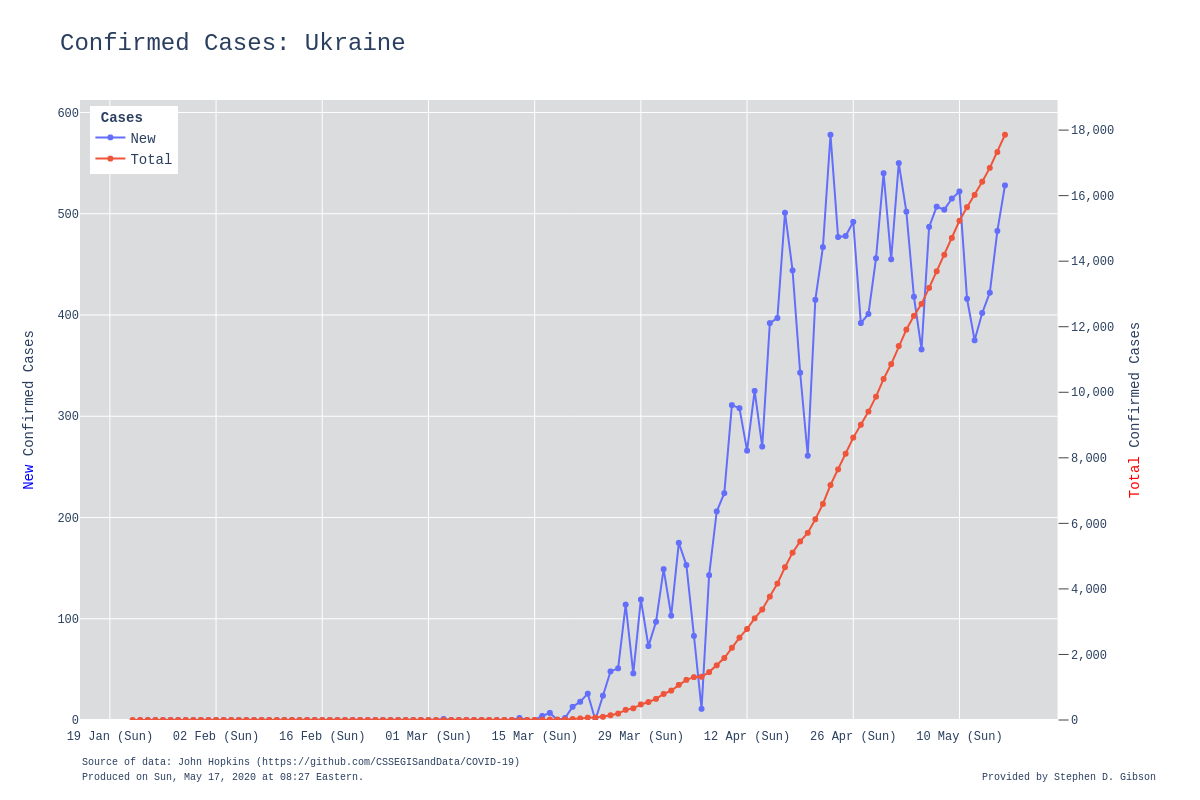 Confirmed Cases: Ukraine
Cases
New
Total
600
500
400
300
200
100
0
18,000
16,000
14,000
12,000
10,000
8,000
6,000
4,000
2,000
0
New Confirmed Cases
Total Confirmed Cases
19 Jan (Sun) 02 Feb (Sun) 16 Feb (Sun) 01 Mar (Sun) 15 Mar (Sun) 29 Mar (Sun) 12 Apr (Sun) 26 Apr (Sun) 10 May (Sun)
Source of data: John Hopkins (https://github.com/CSSEGISandData/COVID-19)
Produced on Sun, May 17, 2020 at 08:27 Eastern.
Provided by Stephen D. Gibson